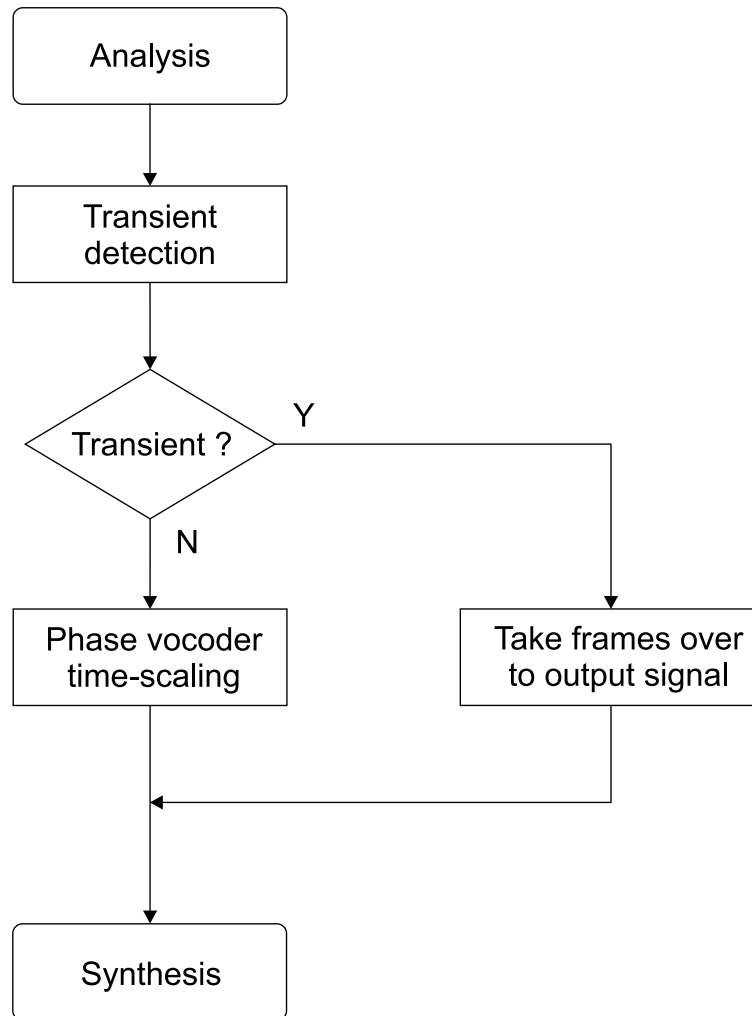 Analysis
Transient
detection
Transient ?
Y
N
Phase vocoder
time-scaling
Take frames over
to output signal
Synthesis